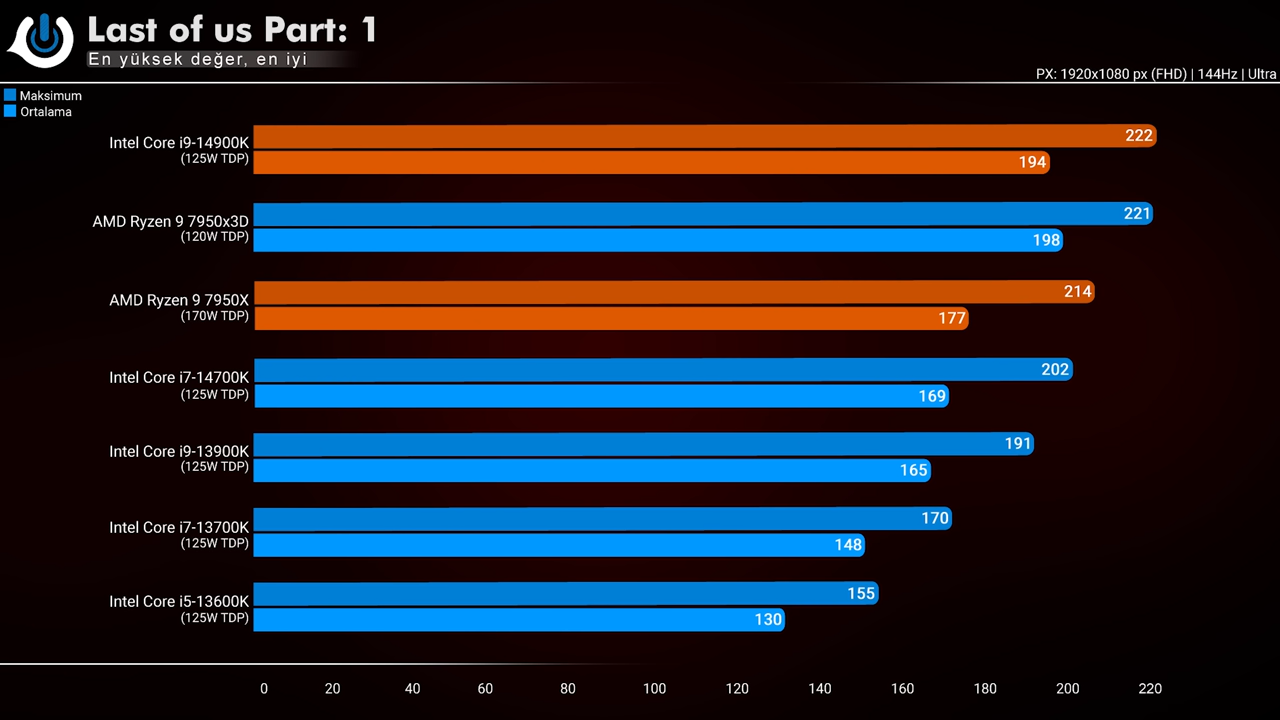 Last of us Part: 1
En yüksek değer, en iyi
PX: 1920x1080 px (FHD) | 144Hz | Ultra
Maksimum
Ortalama
Intel Core i9-14900K
(125W TDP)
222
194
AMD Ryzen 9 7950x3D
(120W TDP)
221
198
AMD Ryzen 9 7950X
(170W TDP)
214
177
Intel Core i7-14700K
(125W TDP)
202
169
Intel Core i9-13900K
(125W TDP)
191
165
Intel Core i7-13700K
(125W TDP)
170
148
Intel Core i5-13600K
(125W TDP)
155
130
0 20 40 60 80 100 120 140 160 180 200 220